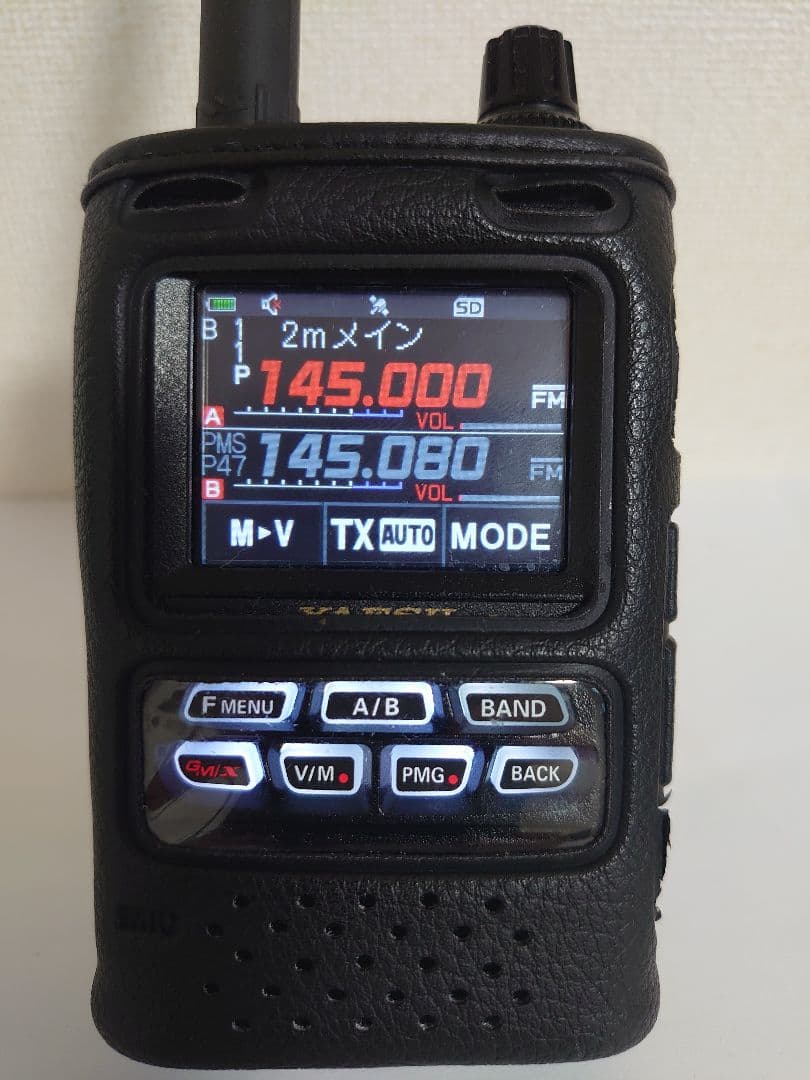 SD
B 1 2mメイン
1
P 145.000 FM
A VOL
PMS
P47 145.080 FM
B VOL
M▶V TX AUTO MODE
F MENU A/B BAND
GM/X V/M PMG BACK